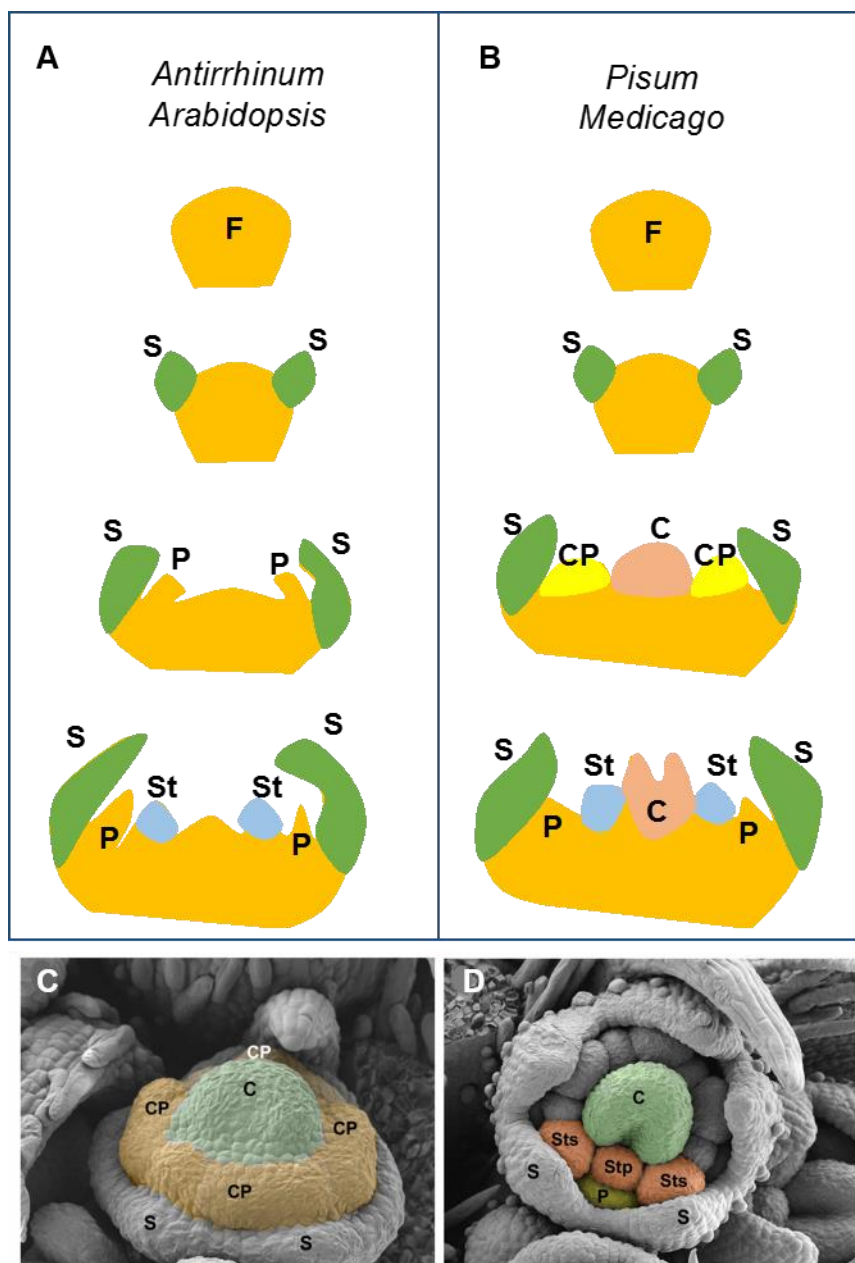 A
Antirrhinum
Arabidopsis
F
S S
S P P S
S St St S
P P
B
Pisum
Medicago
F
S S
S CP C CP S
S St St S
P C P
C
CP
C
CP CP
CP
S S
D
C
Sts
Stp Sts
S P S